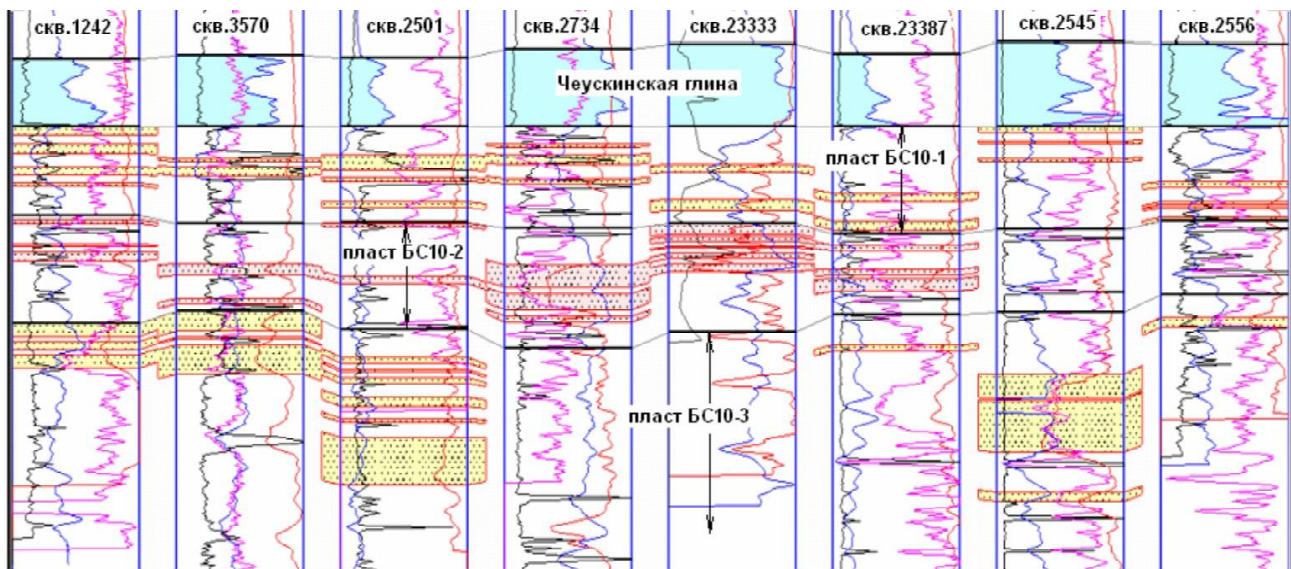 скв.1242
скв.3570
скв.2501
скв.2734
скв.23333
скв.23387
скв.2545
скв.2556
Чеускинская глина
пласт БС10-1
пласт БС10-2
пласт БС10-3